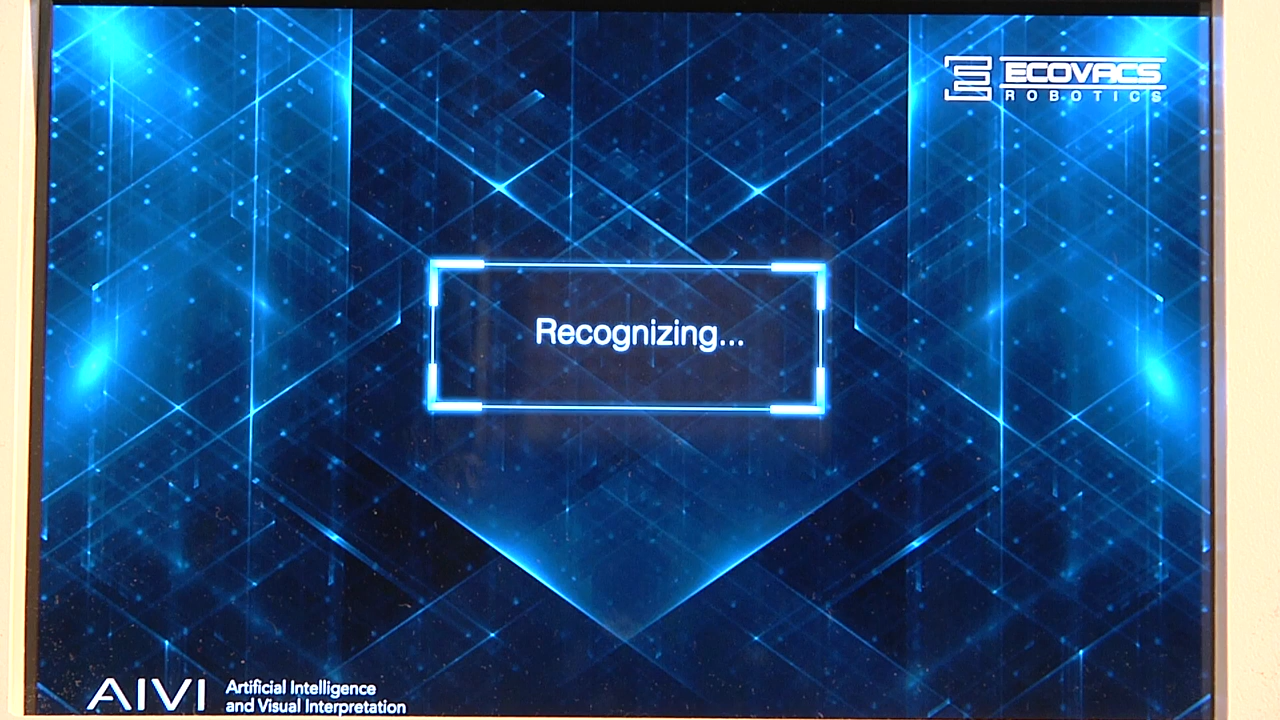 ECOVACS
ROBOTICS
Recognizing...
AIVI
Artificial Intelligence
and Visual Interpretation